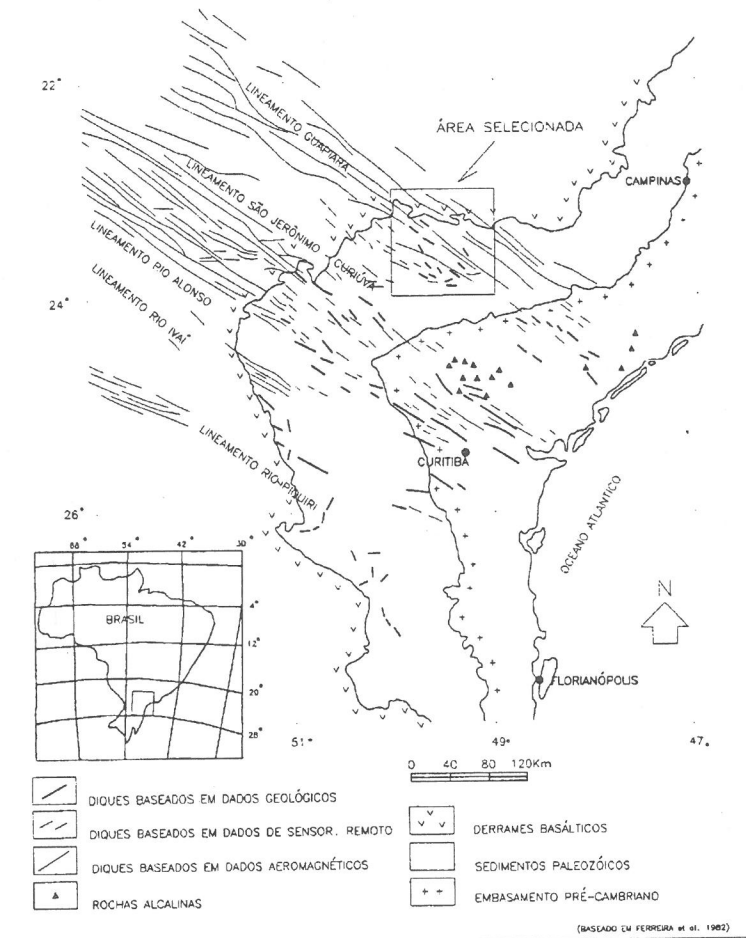 22°
LINEAMENTO GUAPIARA
ÁREA SELECIONADA
CAMPINAS
LINEAMENTO SÃO JERÔNIMO
CURIÚVA
LINEAMENTO PIO ALONSO
24°
LINEAMENTO RIO IVAÍ
CURITIBA
LINEAMENTO RIO PIQUIRI
26°
OCEANO ATLANTICO
N
66° 54° 42° 30°
BRASIL
4°
12°
20°
28°
FLORIANÓPOLIS
51° 49° 47°
0 40 80 120Km
DIQUES BASEADOS EM DADOS GEOLÓGICOS
DIQUES BASEADOS EM DADOS DE SENSOR. REMOTO
DIQUES BASEADOS EM DADOS AEROMAGNÉTICOS
ROCHAS ALCALINAS
DERRAMES BASÁLTICOS
SEDIMENTOS PALEOZÓICOS
EMBASAMENTO PRÉ-CAMBRIANO
(BASEADO EM FERREIRA et al. 1982)